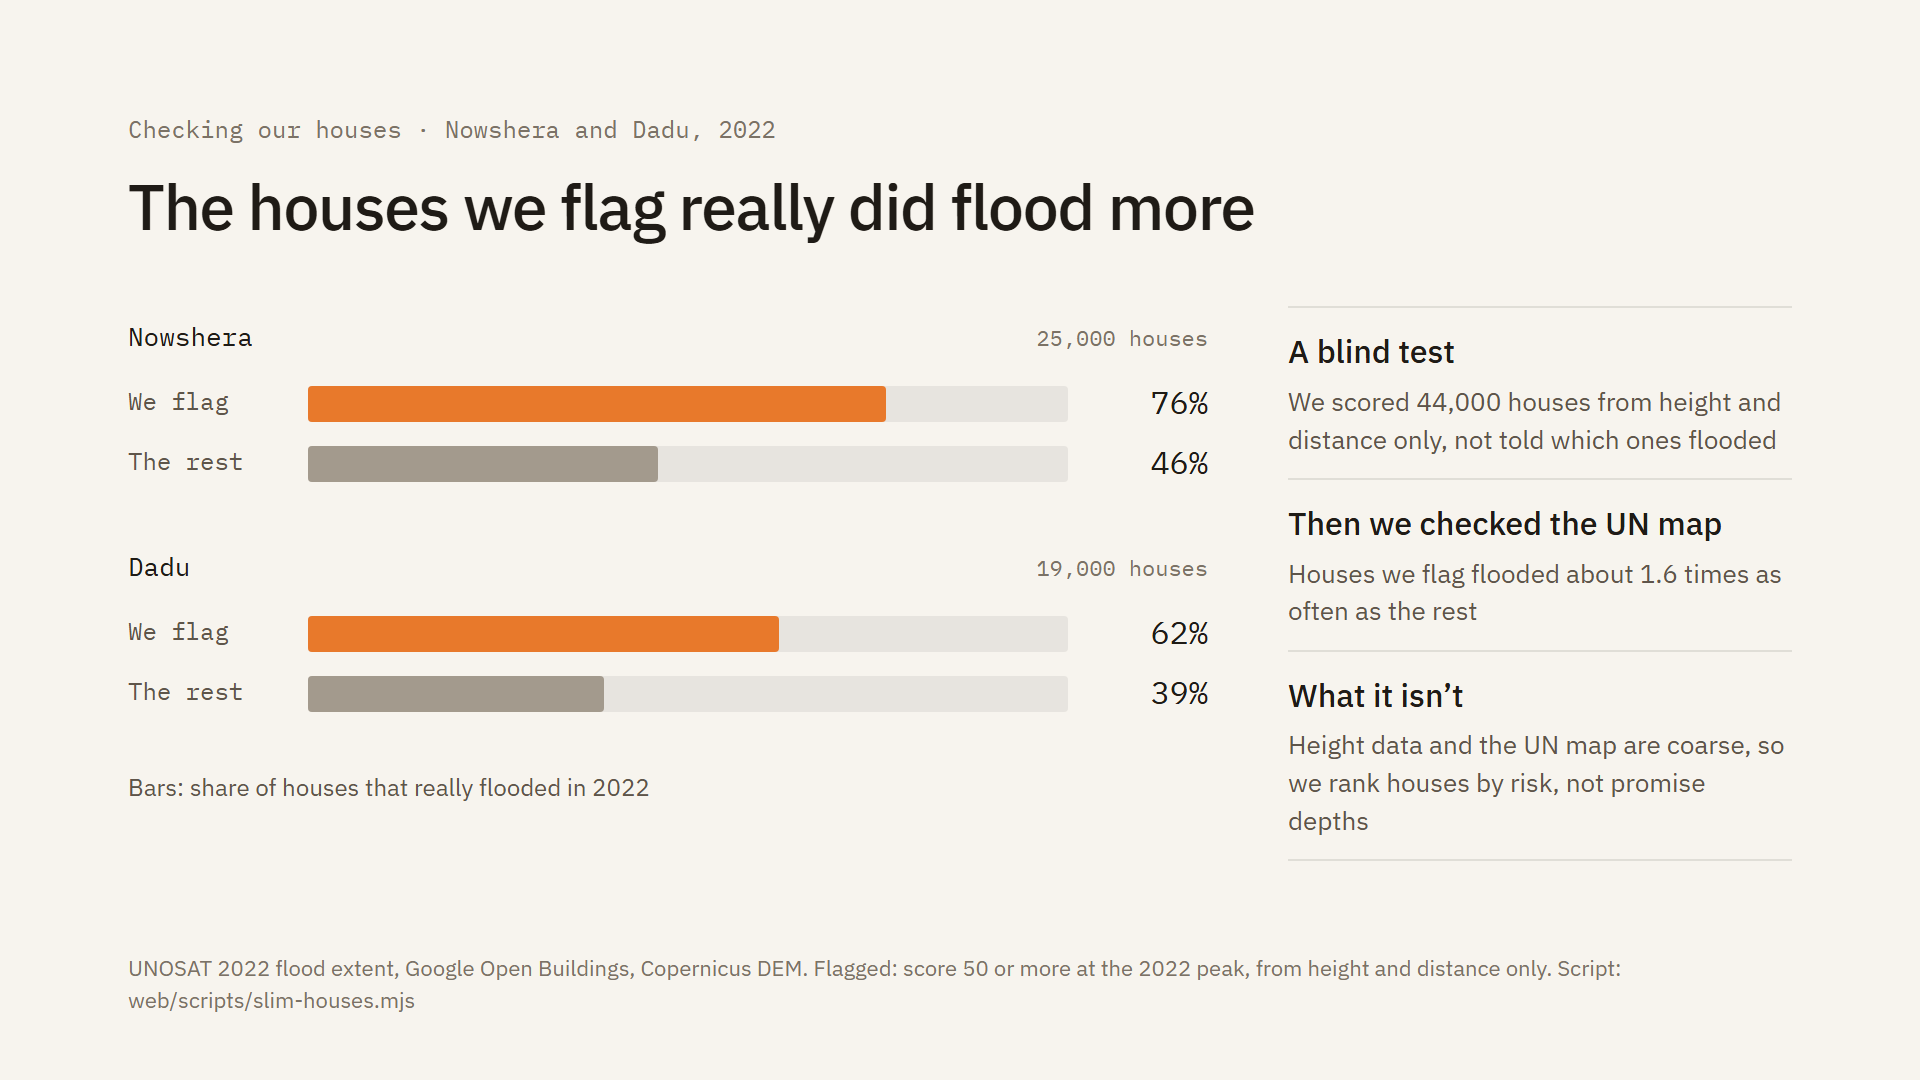 Checking our houses · Nowshera and Dadu, 2022
The houses we flag really did flood more
Nowshera
25,000 houses
We flag
76%
The rest
46%
Dadu
19,000 houses
We flag
62%
The rest
39%
Bars: share of houses that really flooded in 2022
A blind test
We scored 44,000 houses from height and
distance only, not told which ones flooded
Then we checked the UN map
Houses we flag flooded about 1.6 times as
often as the rest
What it isn’t
Height data and the UN map are coarse, so
we rank houses by risk, not promise
depths
UNOSAT 2022 flood extent, Google Open Buildings, Copernicus DEM. Flagged: score 50 or more at the 2022 peak, from height and distance only. Script:
web/scripts/slim-houses.mjs